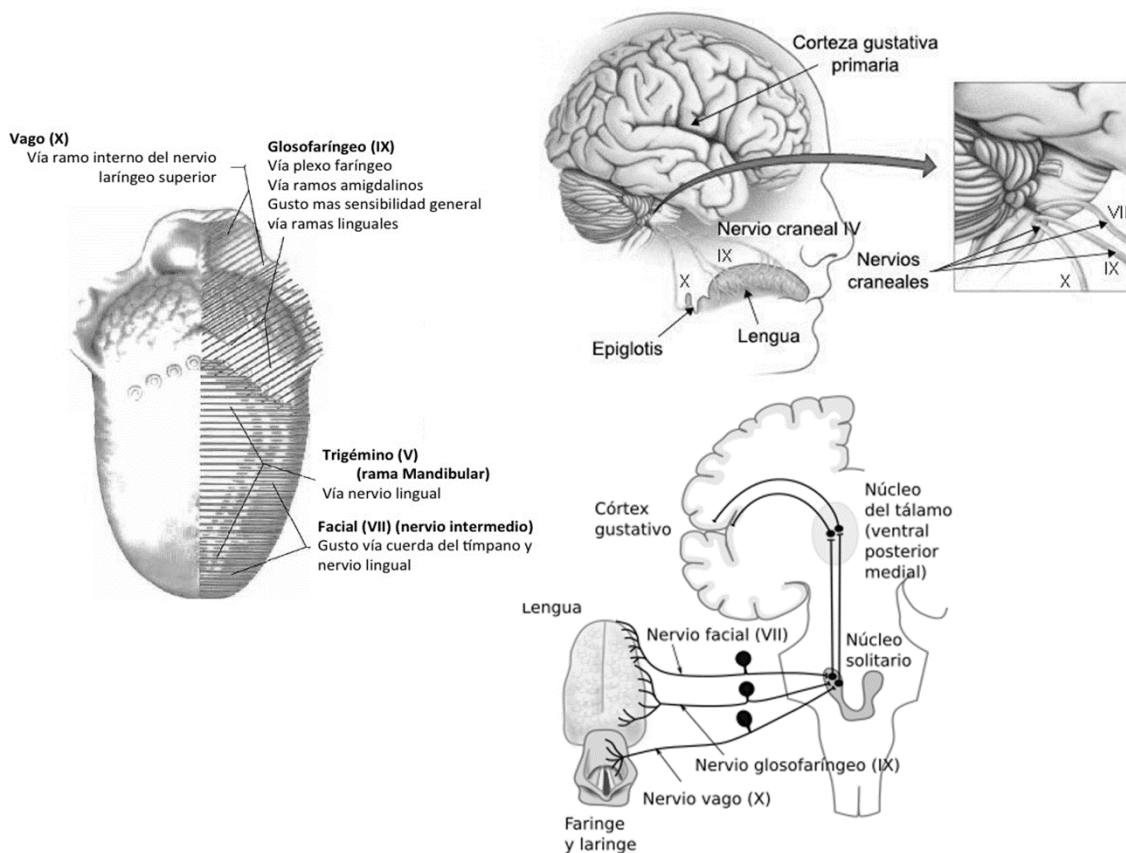 Vago (X)
Vía ramo interno del nervio
laríngeo superior
Glosofaríngeo (IX)
Vía plexo faríngeo
Vía ramos amigdalinos
Gusto mas sensibilidad general
vía ramas linguales
Trigémino (V)
(rama Mandibular)
Vía nervio lingual
Facial (VII) (nervio intermedio)
Gusto vía cuerda del tímpano y
nervio lingual
Corteza gustativa
primaria
Nervio craneal IV
IX
X
Epiglotis
Lengua
Nervios
craneales
VII
IX
X
Córtex
gustativo
Núcleo
del tálamo
(ventral
posterior
medial)
Lengua
Nervio facial (VII)
Núcleo
solitario
Nervio glosofaríngeo (IX)
Nervio vago (X)
Faringe
y laringe